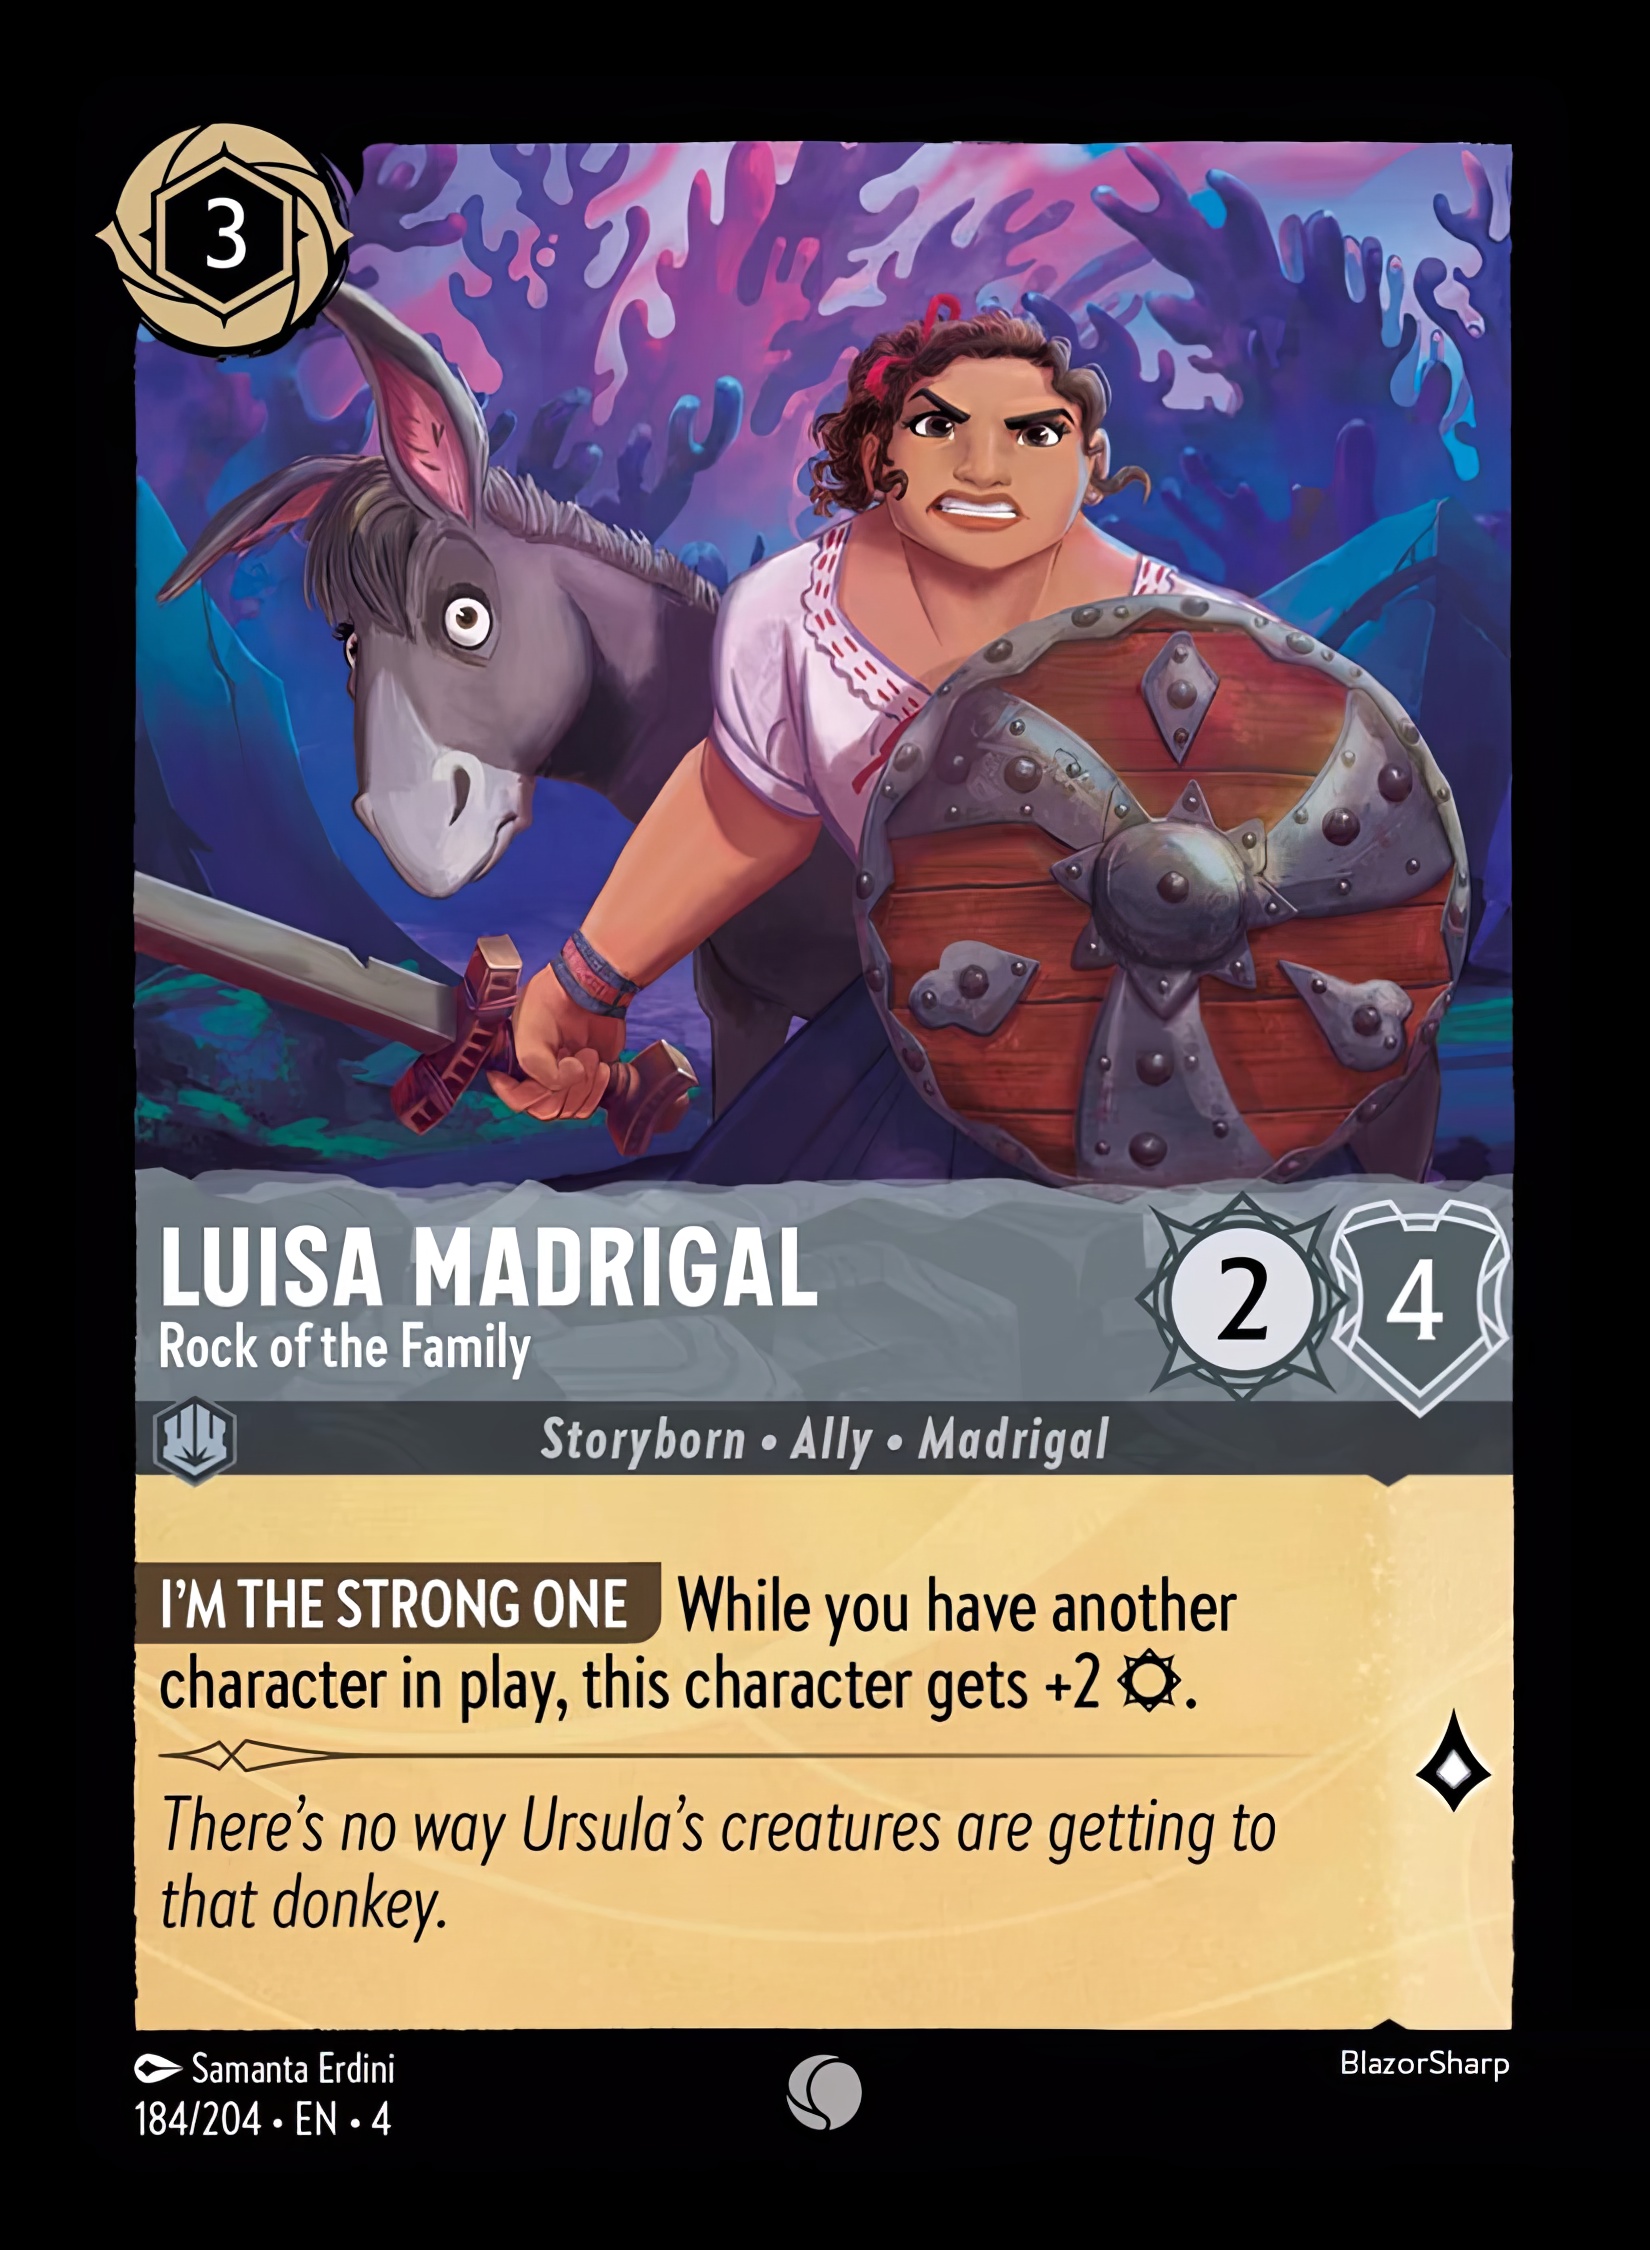 3
LUISA MADRIGAL
Rock of the Family
2
4
Storyborn • Ally • Madrigal
I'M THE STRONG ONE While you have another
character in play, this character gets +2 .
There's no way Ursula's creatures are getting to
that donkey.
Samanta Erdini
BlazorSharp
184/204 • EN • 4